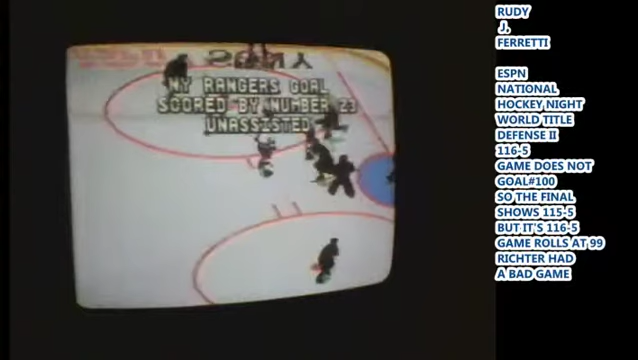 NY RANGERS GOAL
SCORED BY NUMBER 23
UNASSISTED
RUDY
J.
FERRETTI
ESPN
NATIONAL
HOCKEY NIGHT
WORLD TITLE
DEFENSE II
116-5
GAME DOES NOT
GOAL#100
SO THE FINAL
SHOWS 115-5
BUT IT'S 116-5
GAME ROLLS AT 99
RICHTER HAD
A BAD GAME